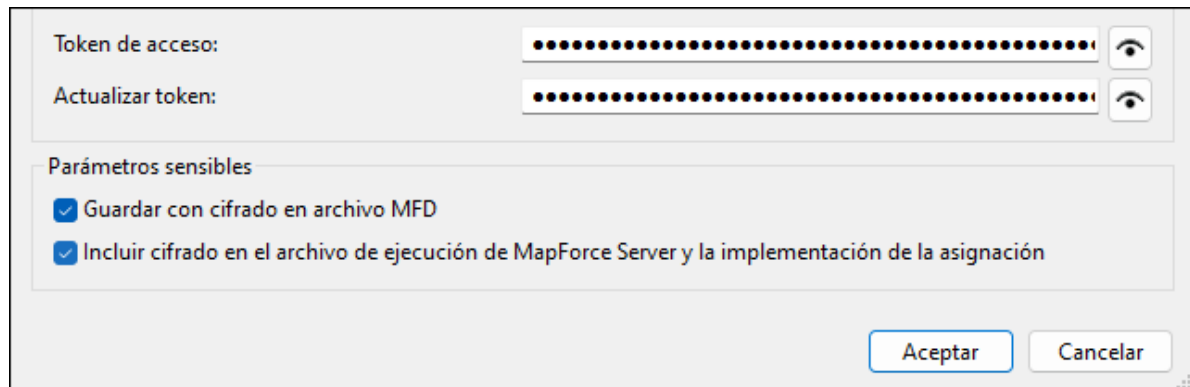 Token de acceso:
Actualizar token:
Parámetros sensibles
Guardar con cifrado en archivo MFD
Incluir cifrado en el archivo de ejecución de MapForce Server y la implementación de la asignación
Aceptar Cancelar